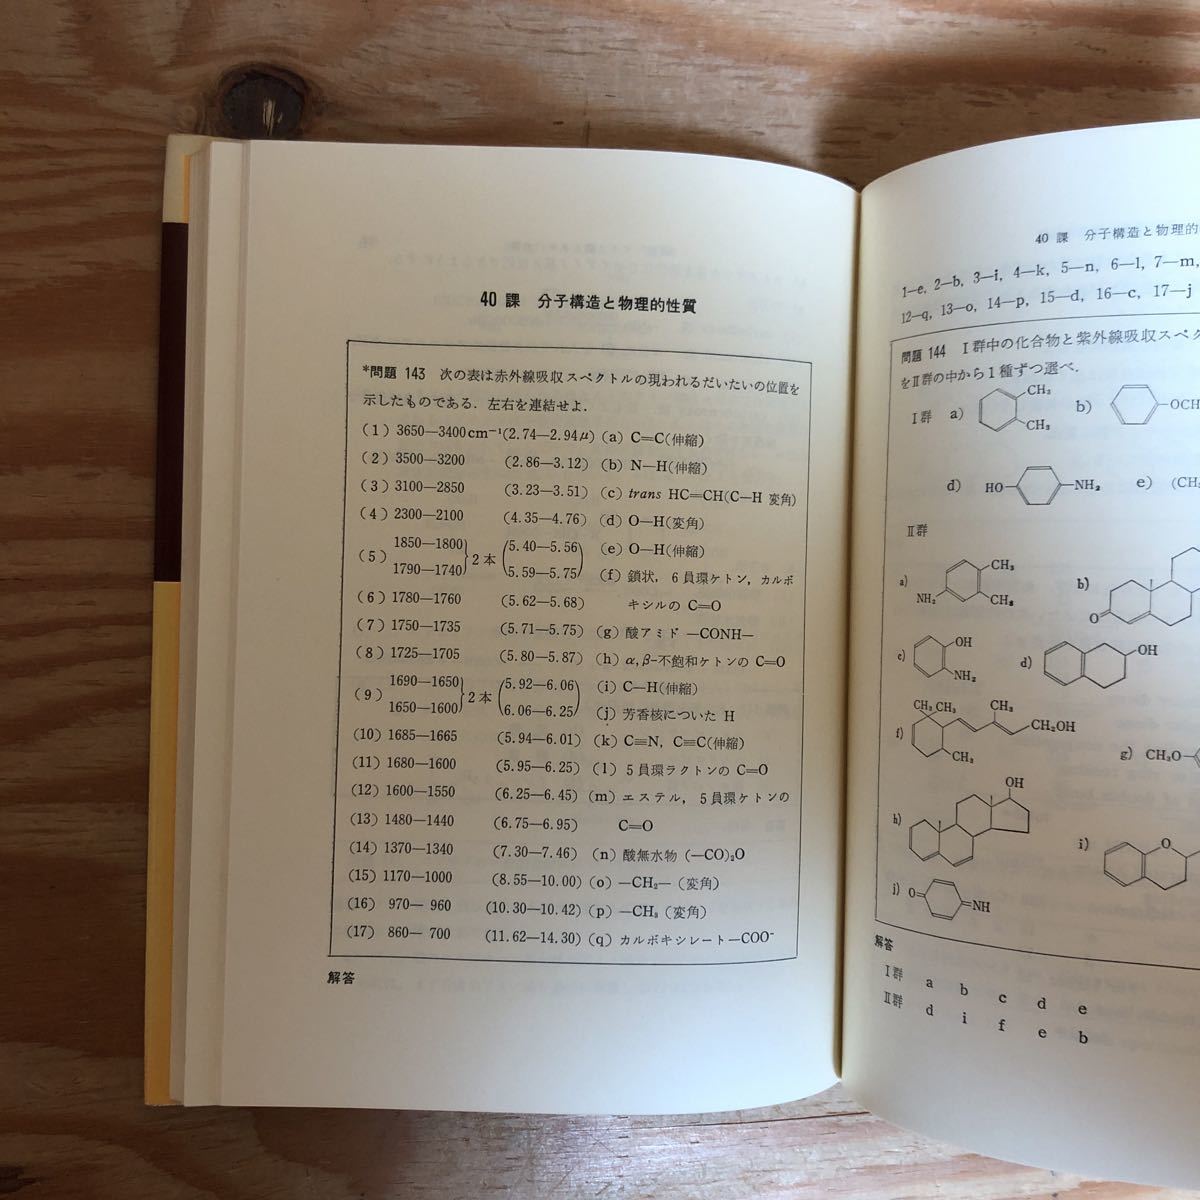 40 課 分子構造と物理的性質
*問題 143 次の表は赤外線吸収スペクトルの現われるだいたいの位置を
示したものである．左右を連結せよ．
(1) 3650—3400cm⁻¹(2.74—2.94μ) (a) C=C(伸縮)
(2) 3500—3200 (2.86—3.12) (b) N—H(伸縮)
(3) 3100—2850 (3.23—3.51) (c) trans HC=CH(C—H 変角)
(4) 2300—2100 (4.35—4.76) (d) O—H(変角)
(5) 1850—1800 1790—1740}2本 (5.40—5.56 5.59—5.75) (e) O—H(伸縮)
(f) 鎖状，6員環ケトン，カルボ
(6) 1780—1760 (5.62—5.68) キシルの C=O
(7) 1750—1735 (5.71—5.75) (g) 酸アミド —CONH—
(8) 1725—1705 (5.80—5.87) (h) α,β-不飽和ケトンの C=O
(9) 1690—1650 1650—1600}2本 (5.92—6.06 6.06—6.25) (i) C—H(伸縮)
(j) 芳香核についた H
(10) 1685—1665 (5.94—6.01) (k) C≡N, C≡C(伸縮)
(11) 1680—1600 (5.95—6.25) (l) 5員環ラクトンの C=O
(12) 1600—1550 (6.25—6.45) (m) エステル，5員環ケトンの
(13) 1480—1440 (6.75—6.95) C=O
(14) 1370—1340 (7.30—7.46) (n) 酸無水物 (—CO)₂O
(15) 1170—1000 (8.55—10.00) (o) —CH₂— (変角)
(16) 970— 960 (10.30—10.42) (p) —CH₃ (変角)
(17) 860— 700 (11.62—14.30) (q) カルボキシレート—COO⁻
解答
40 課 分子構造と物理的
1—e, 2—b, 3—i, 4—k, 5—n, 6—l, 7—m,
12—q, 13—o, 14—p, 15—d, 16—c, 17—j
問題 144 I群中の化合物と紫外線吸収スペク
をII群の中から1種ずつ選べ．
I群 a) CH₃ CH₃ b) OCH
d) HO NH₂ e) (CH
II群
a) CH₃ CH₃ NH₂ b) O
c) OH NH₂ d) OH
f) CH₃ CH₃ CH₃ CH₂OH CH₃
g) CH₃O
h) OH i) O
j) O NH
解答
I群 a b c d e
II群 d i f e b